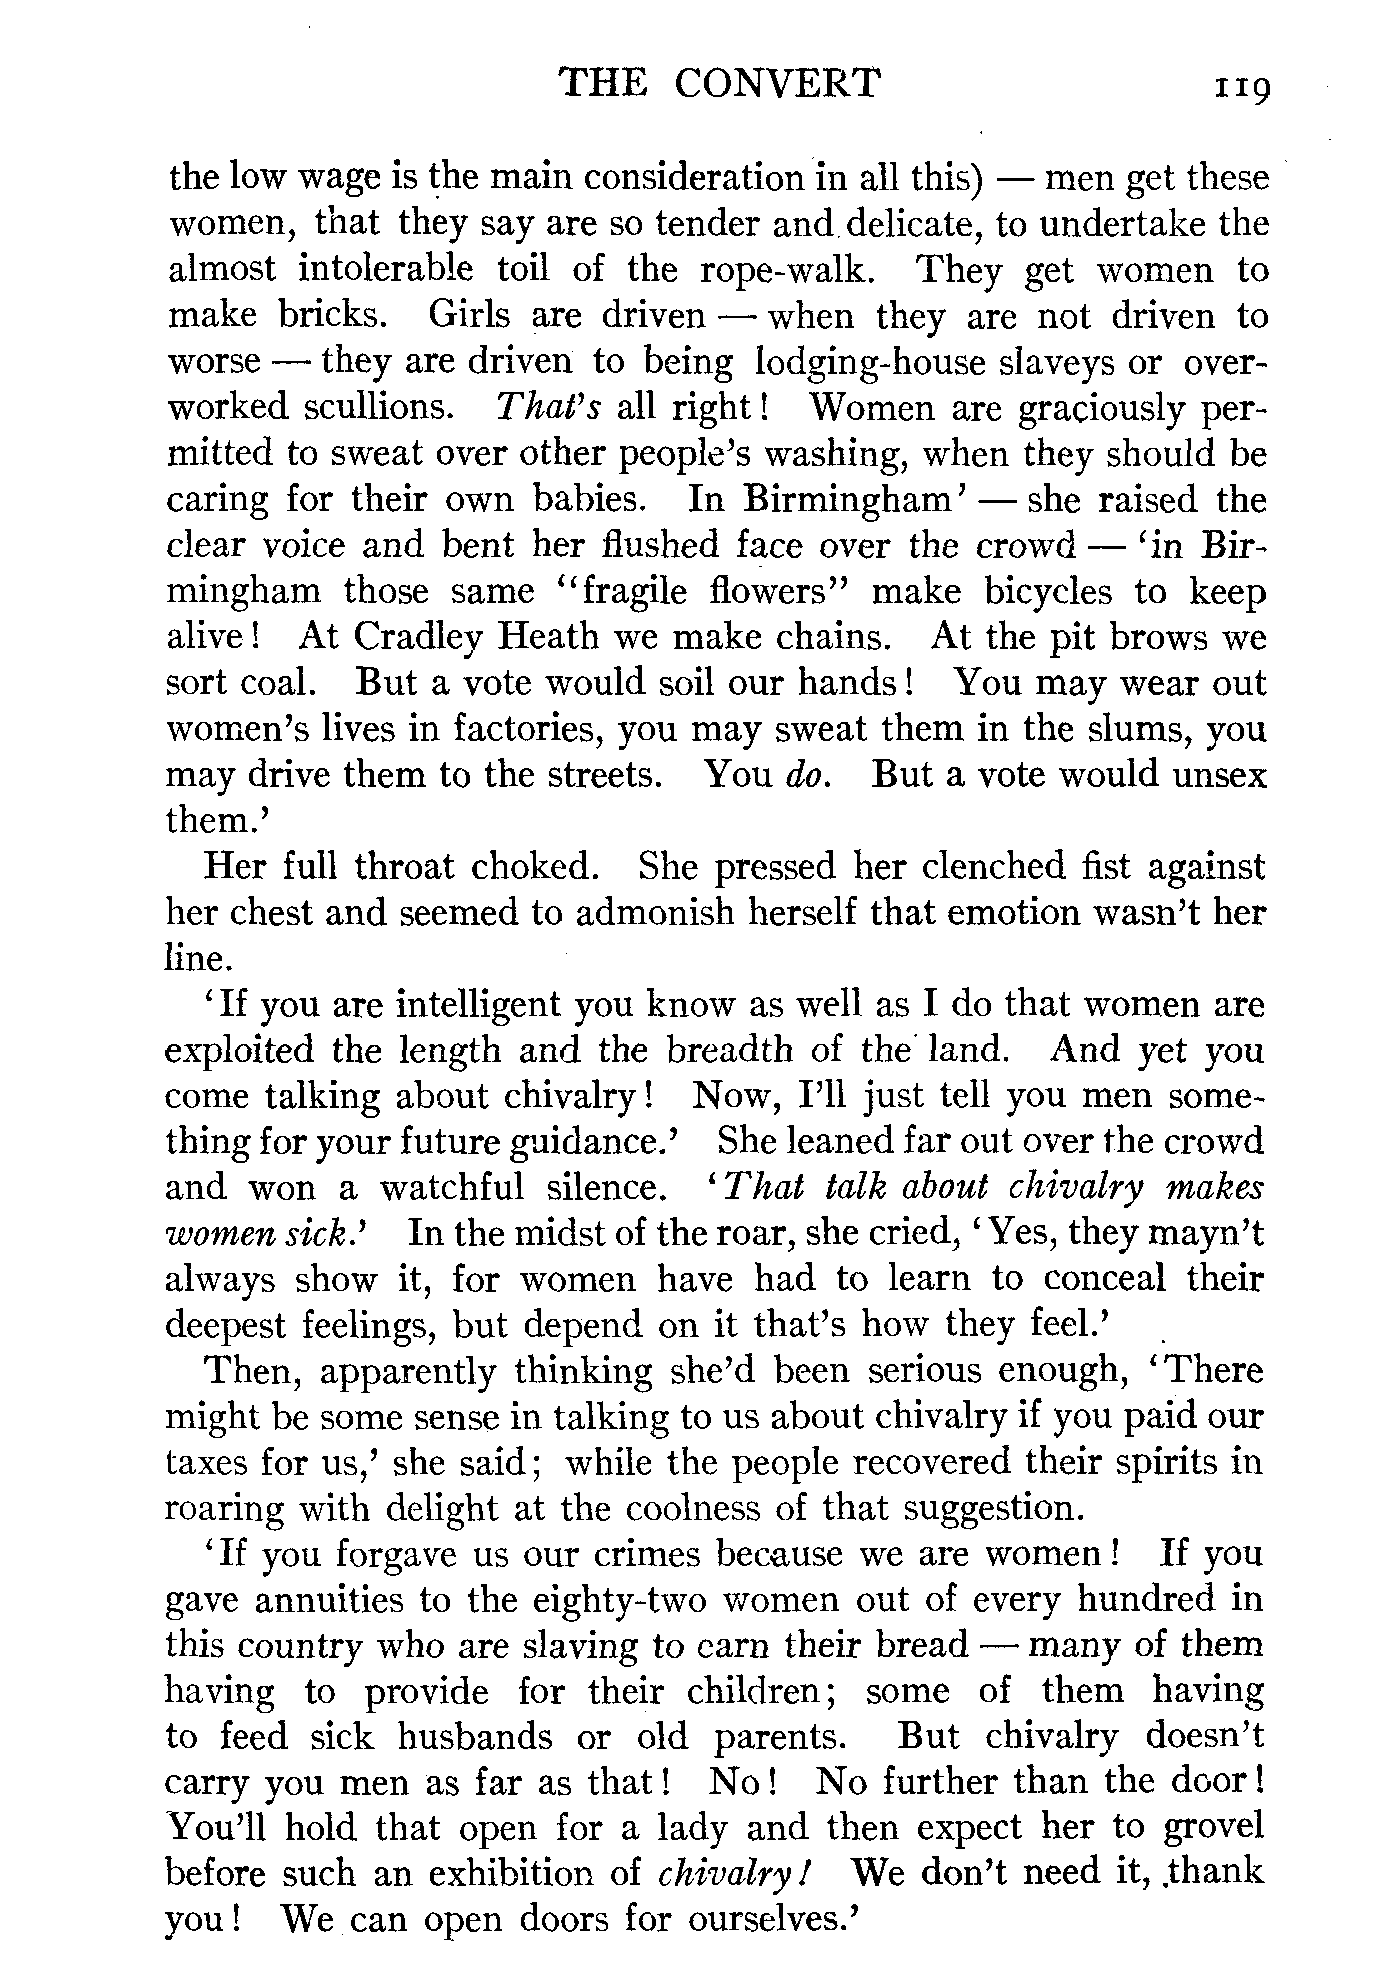 THE CONVERT 119
the low wage is the main consideration in all this) — men get these
women, that they say are so tender and delicate, to undertake the
almost intolerable toil of the rope-walk. They get women to
make bricks. Girls are driven — when they are not driven to
worse — they are driven to being lodging-house slaveys or over-
worked scullions. That's all right! Women are graciously per-
mitted to sweat over other people's washing, when they should be
caring for their own babies. In Birmingham' — she raised the
clear voice and bent her flushed face over the crowd — 'in Bir-
mingham those same "fragile flowers" make bicycles to keep
alive! At Cradley Heath we make chains. At the pit brows we
sort coal. But a vote would soil our hands! You may wear out
women's lives in factories, you may sweat them in the slums, you
may drive them to the streets. You do. But a vote would unsex
them.'
Her full throat choked. She pressed her clenched fist against
her chest and seemed to admonish herself that emotion wasn't her
line.
'If you are intelligent you know as well as I do that women are
exploited the length and the breadth of the land. And yet you
come talking about chivalry! Now, I'll just tell you men some-
thing for your future guidance.' She leaned far out over the crowd
and won a watchful silence. 'That talk about chivalry makes
women sick.' In the midst of the roar, she cried, 'Yes, they mayn't
always show it, for women have had to learn to conceal their
deepest feelings, but depend on it that's how they feel.'
Then, apparently thinking she'd been serious enough, 'There
might be some sense in talking to us about chivalry if you paid our
taxes for us,' she said; while the people recovered their spirits in
roaring with delight at the coolness of that suggestion.
'If you forgave us our crimes because we are women! If you
gave annuities to the eighty-two women out of every hundred in
this country who are slaving to earn their bread — many of them
having to provide for their children; some of them having
to feed sick husbands or old parents. But chivalry doesn't
carry you men as far as that! No! No further than the door!
You'll hold that open for a lady and then expect her to grovel
before such an exhibition of chivalry! We don't need it, thank
you! We can open doors for ourselves.'